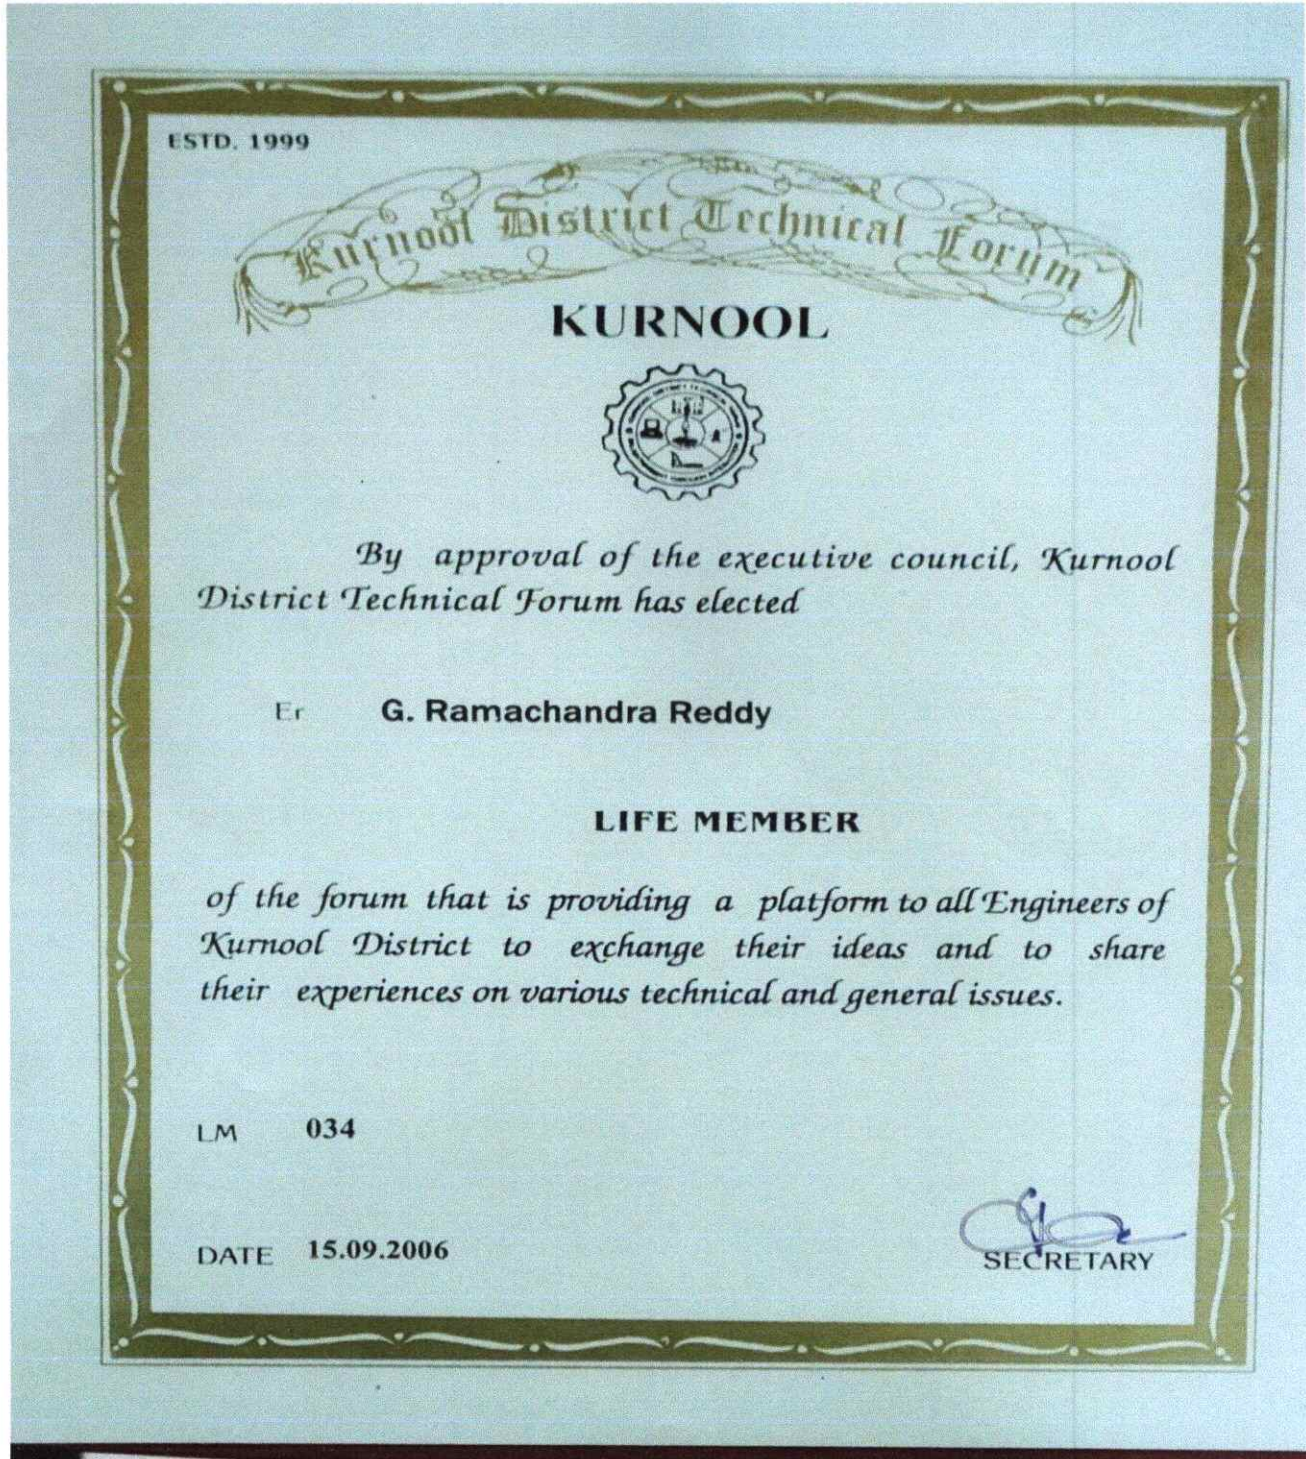 ESTD. 1999
Kurnool District Technical Forum
KURNOOL
By approval of the executive council, Kurnool
District Technical Forum has elected
Er G. Ramachandra Reddy
LIFE MEMBER
of the forum that is providing a platform to all Engineers of
Kurnool District to exchange their ideas and to share
their experiences on various technical and general issues.
LM 034
DATE 15.09.2006
SECRETARY